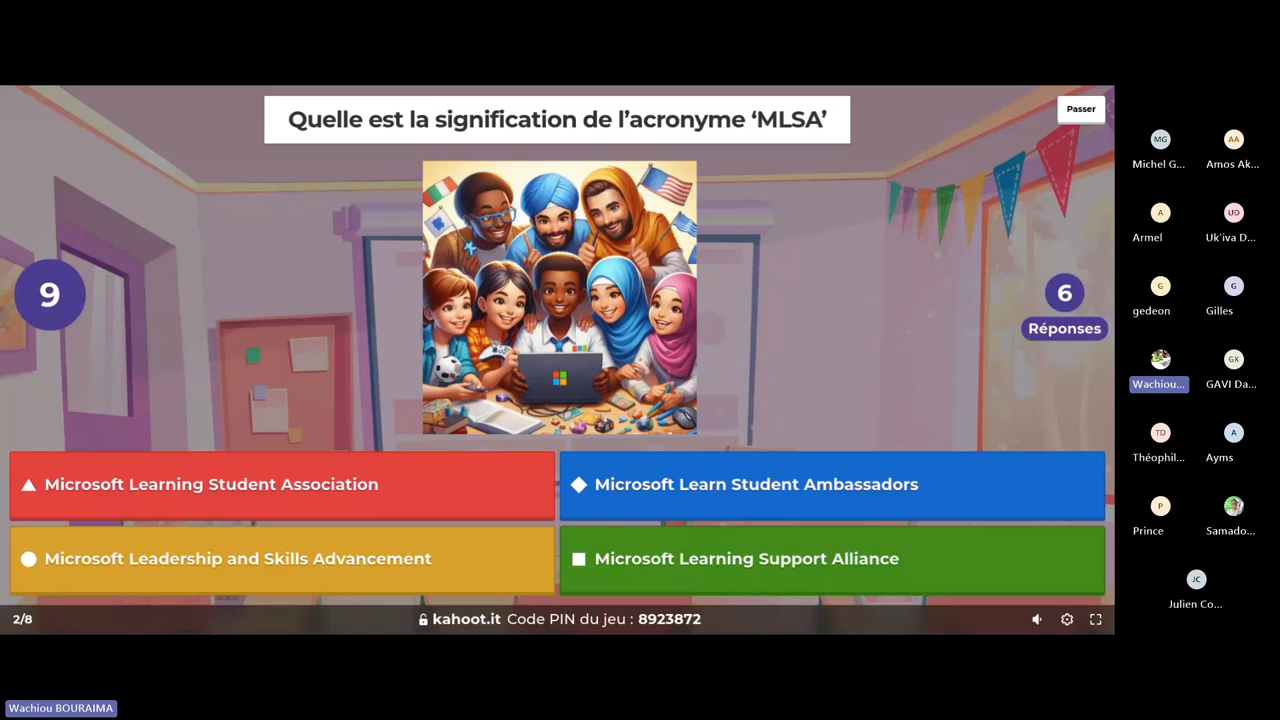 Quelle est la signification de l'acronyme ‘MLSA’
Passer
9
6
Réponses
Microsoft Learning Student Association
Microsoft Learn Student Ambassadors
Microsoft Leadership and Skills Advancement
Microsoft Learning Support Alliance
2/8
kahoot.it Code PIN du jeu : 8923872
MG
Michel G...
AA
Amos Ak...
A
Armel
UD
Uk'iva D...
G
gedeon
G
Gilles
Wachiou...
GK
GAVI Da...
TD
Théophil...
A
Ayms
P
Prince
Samado...
JC
Julien Co...
Wachiou BOURAIMA